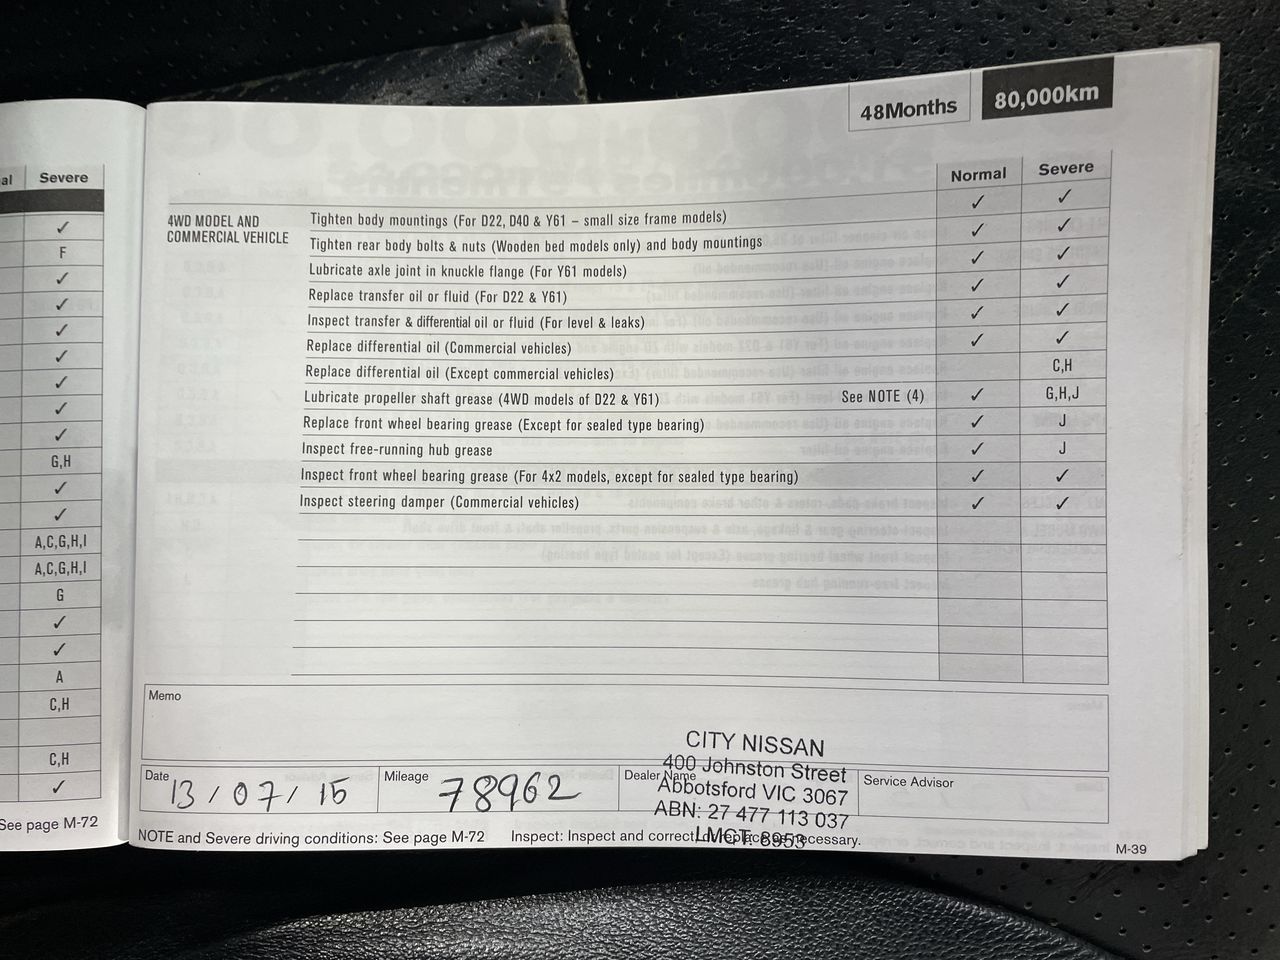 al Severe
✓
F
✓
✓
✓
✓
✓
✓
✓
G,H
✓
✓
A,C,G,H,I
A,C,G,H,I
G
✓
✓
A
C,H
C,H
✓
See page M-72
48Months 80,000km
Normal Severe
4WD MODEL AND
COMMERCIAL VEHICLE
Tighten body mountings (For D22, D40 & Y61 – small size frame models) ✓ ✓
Tighten rear body bolts & nuts (Wooden bed models only) and body mountings ✓ ✓
Lubricate axle joint in knuckle flange (For Y61 models) ✓ ✓
Replace transfer oil or fluid (For D22 & Y61) ✓ ✓
Inspect transfer & differential oil or fluid (For level & leaks) ✓ ✓
Replace differential oil (Commercial vehicles) ✓ ✓
Replace differential oil (Except commercial vehicles) C,H
Lubricate propeller shaft grease (4WD models of D22 & Y61) See NOTE (4) ✓ G,H,J
Replace front wheel bearing grease (Except for sealed type bearing) ✓ J
Inspect free-running hub grease ✓ J
Inspect front wheel bearing grease (For 4x2 models, except for sealed type bearing) ✓ ✓
Inspect steering damper (Commercial vehicles) ✓ ✓
Memo
CITY NISSAN
400 Johnston Street
Abbotsford VIC 3067
ABN: 27 477 113 037
LMCT: 8953
Date 13/07/15 Mileage 78962 Dealer Name Service Advisor
NOTE and Severe driving conditions: See page M-72 Inspect: Inspect and correct or replace as necessary.
M-39